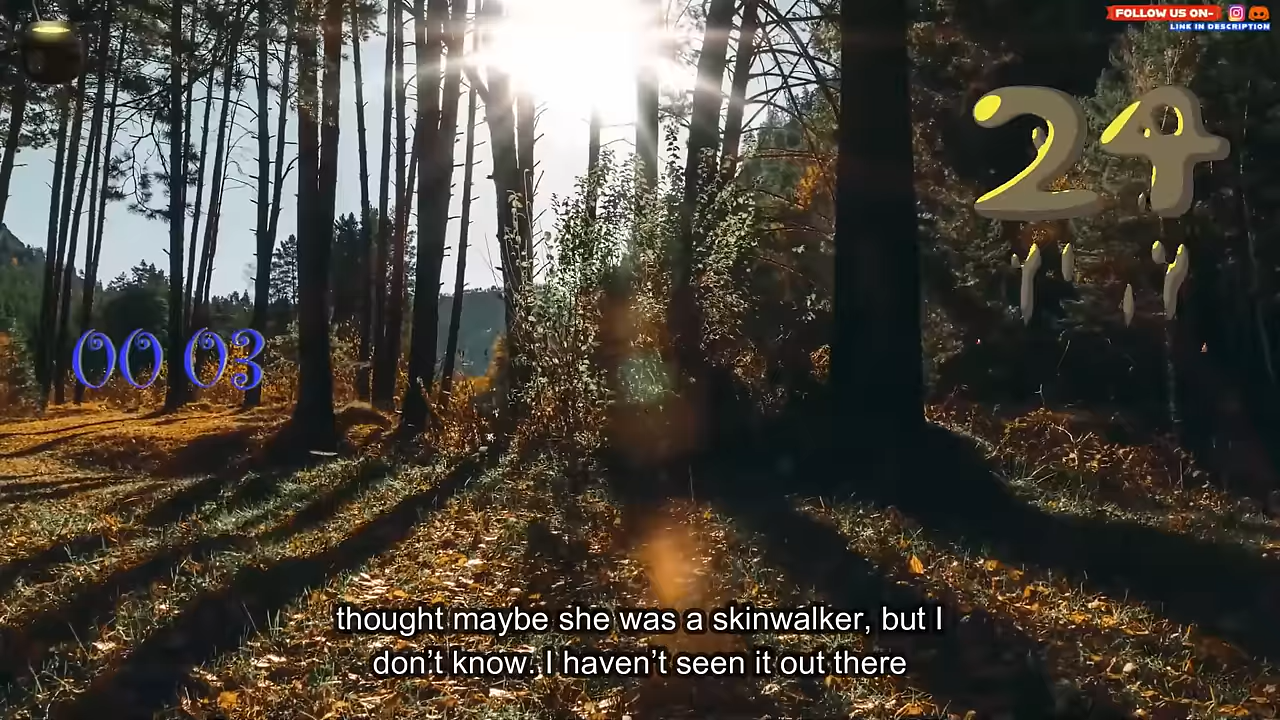 FOLLOW US ON-
LINK IN DESCRIPTION
24
00 03
thought maybe she was a skinwalker, but I
don't know. I haven't seen it out there